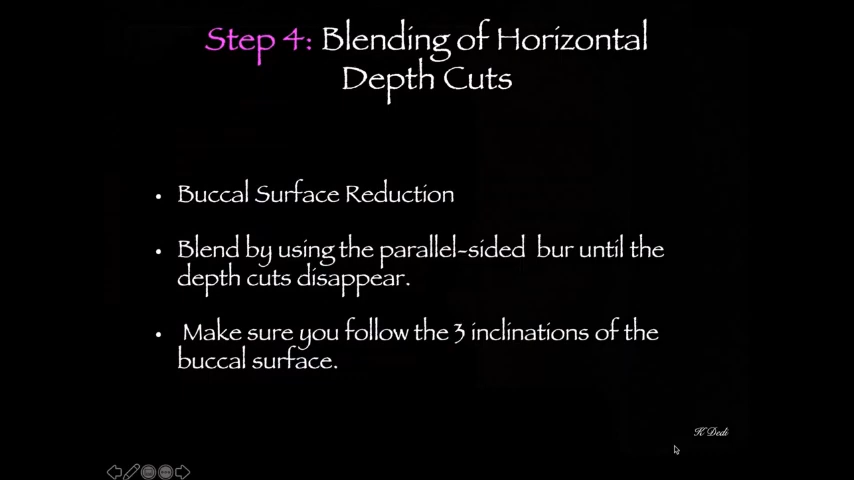 Step 4: Blending of Horizontal
Depth Cuts
• Buccal Surface Reduction
• Blend by using the parallel-sided bur until the
depth cuts disappear.
• Make sure you follow the 3 inclinations of the
buccal surface.
K Dedi